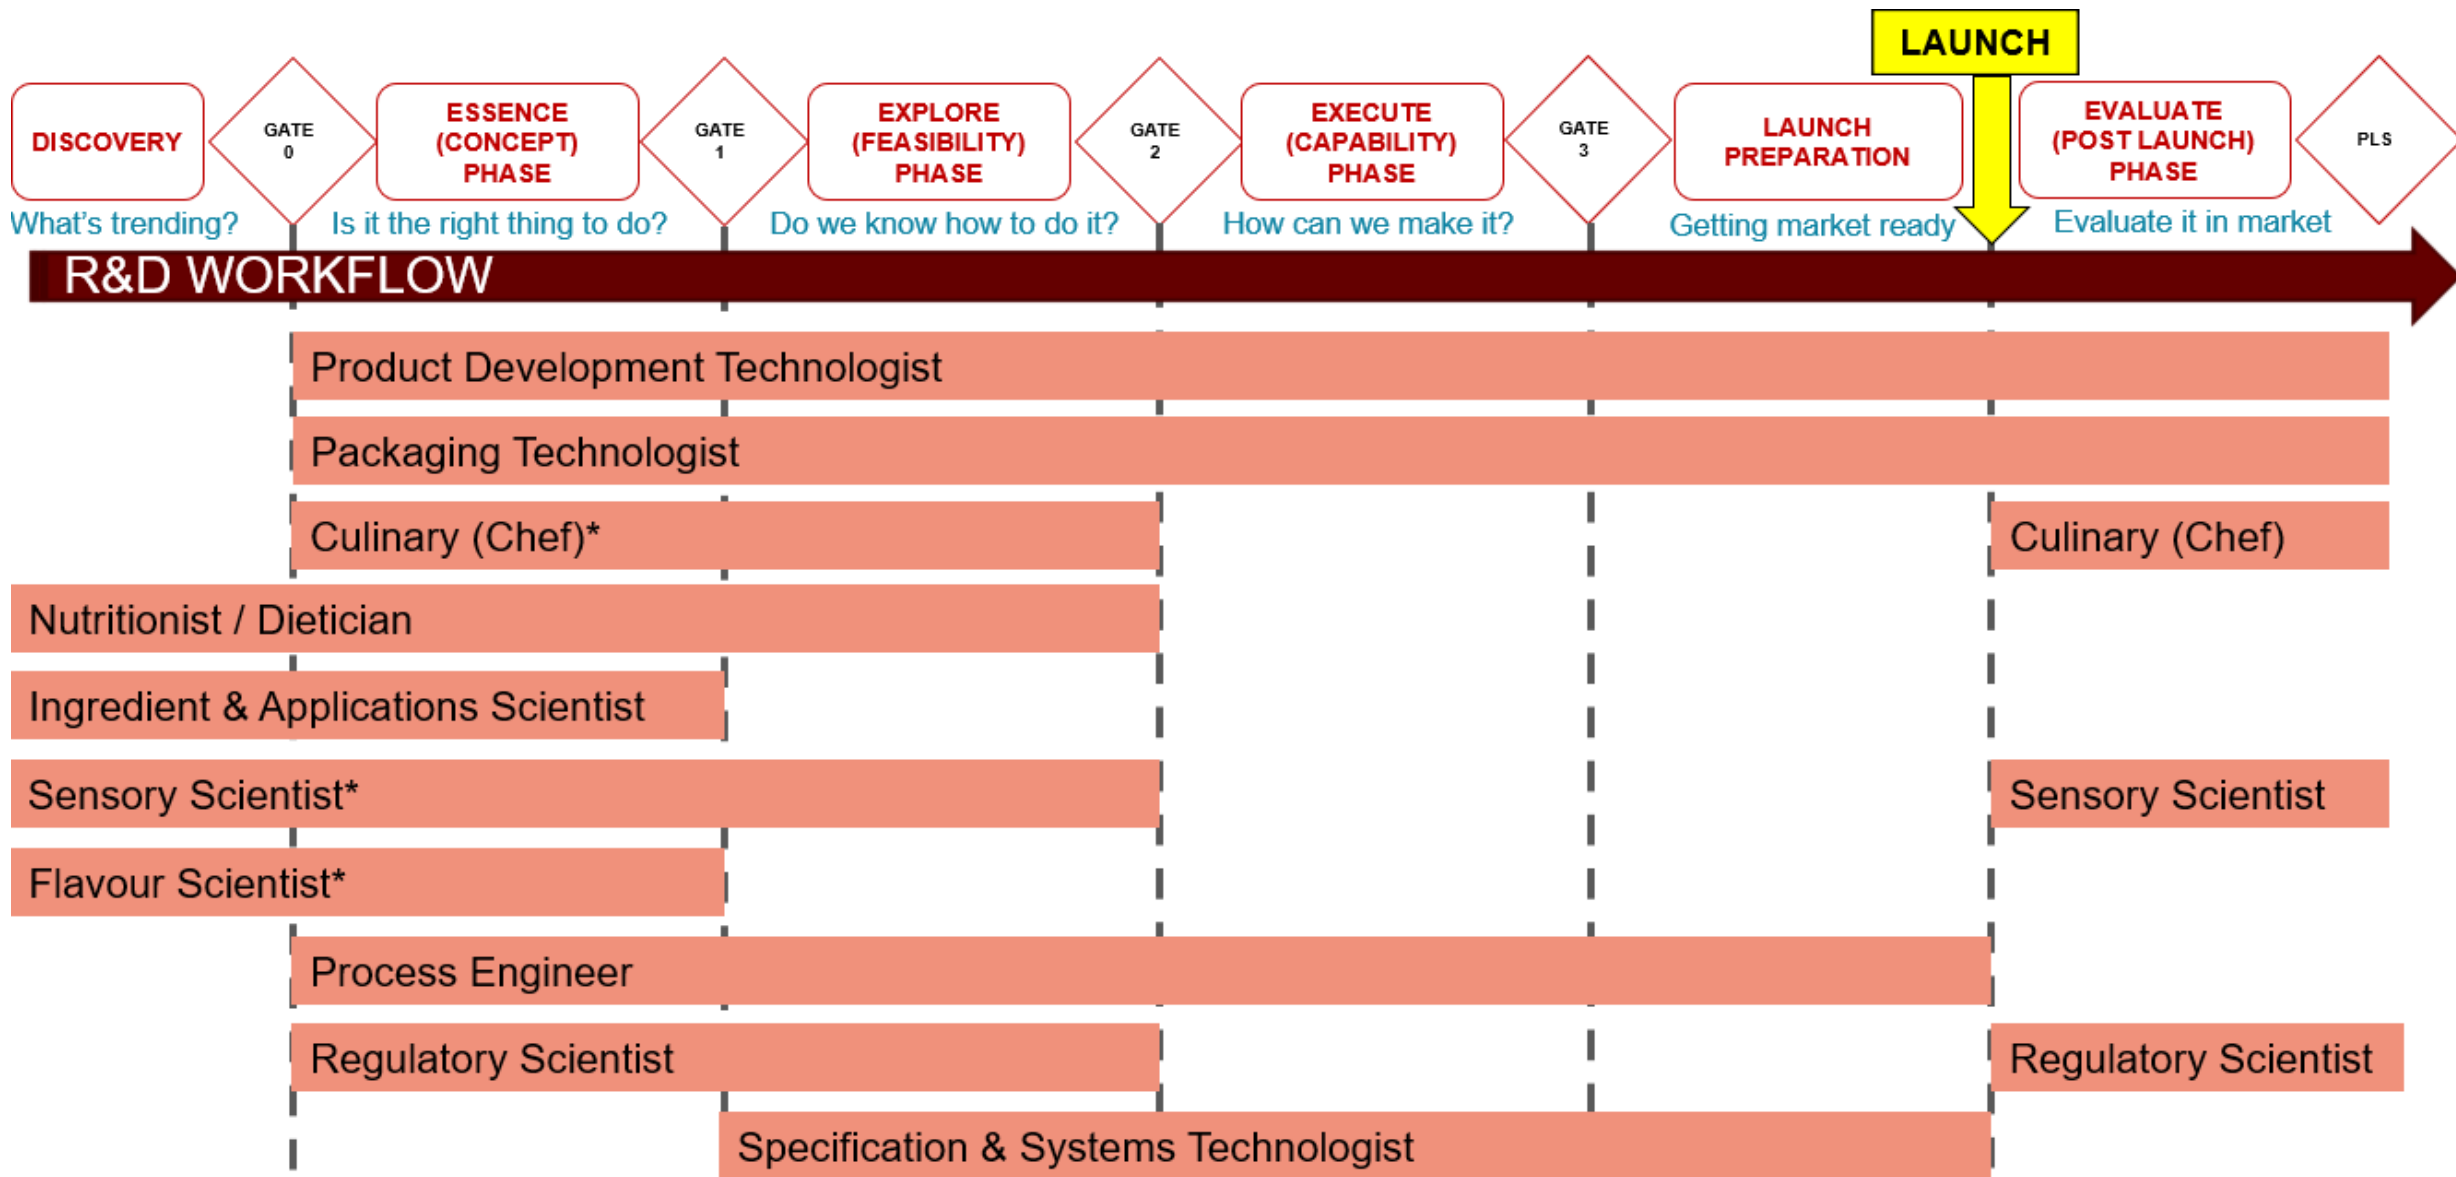 LAUNCH
DISCOVERY
GATE
0
ESSENCE
(CONCEPT)
PHASE
GATE
1
EXPLORE
(FEASIBILITY)
PHASE
GATE
2
EXECUTE
(CAPABILITY)
PHASE
GATE
3
LAUNCH
PREPARATION
EVALUATE
(POST LAUNCH)
PHASE
PLS
What's trending?
Is it the right thing to do?
Do we know how to do it?
How can we make it?
Getting market ready
Evaluate it in market
R&D WORKFLOW
Product Development Technologist
Packaging Technologist
Culinary (Chef)*
Culinary (Chef)
Nutritionist / Dietician
Ingredient & Applications Scientist
Sensory Scientist*
Sensory Scientist
Flavour Scientist*
Process Engineer
Regulatory Scientist
Regulatory Scientist
Specification & Systems Technologist